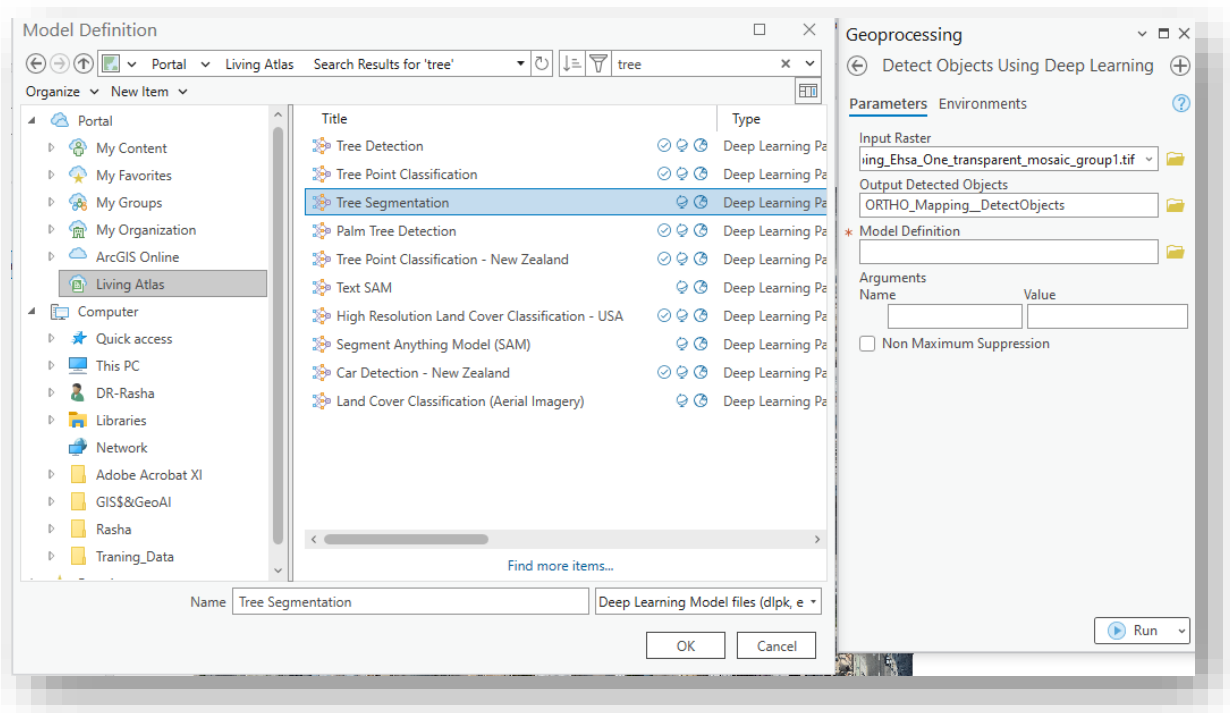 Model Definition
Portal Living Atlas Search Results for 'tree' tree
Organize New Item
Portal
My Content
My Favorites
My Groups
My Organization
ArcGIS Online
Living Atlas
Computer
Quick access
This PC
DR-Rasha
Libraries
Network
Adobe Acrobat XI
GIS$&GeoAI
Rasha
Traning_Data
Title Type
Tree Detection Deep Learning Pa
Tree Point Classification Deep Learning Pa
Tree Segmentation Deep Learning Pa
Palm Tree Detection Deep Learning Pa
Tree Point Classification - New Zealand Deep Learning Pa
Text SAM Deep Learning Pa
High Resolution Land Cover Classification - USA Deep Learning Pa
Segment Anything Model (SAM) Deep Learning Pa
Car Detection - New Zealand Deep Learning Pa
Land Cover Classification (Aerial Imagery) Deep Learning Pa
Find more items...
Name Tree Segmentation Deep Learning Model files (dlpk, e
OK Cancel
Geoprocessing
Detect Objects Using Deep Learning
Parameters Environments
?
Input Raster
ing_Ehsa_One_transparent_mosaic_group1.tif
Output Detected Objects
ORTHO_Mapping__DetectObjects
* Model Definition
Arguments
Name Value
Non Maximum Suppression
Run